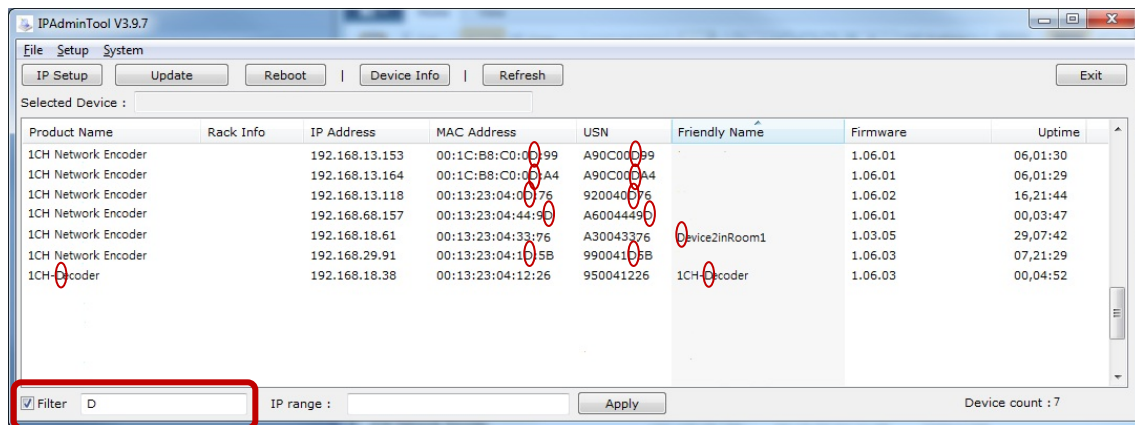 IPAdminTool V3.9.7
File Setup System
IP Setup Update Reboot | Device Info | Refresh Exit
Selected Device :
Product Name Rack Info IP Address MAC Address USN Friendly Name Firmware Uptime
1CH Network Encoder 192.168.13.153 00:1C:B8:C0:0D:99 A90C00D99 1.06.01 06,01:30
1CH Network Encoder 192.168.13.164 00:1C:B8:C0:0D:A4 A90C00DA4 1.06.01 06,01:29
1CH Network Encoder 192.168.13.118 00:13:23:04:0D:76 920040D76 1.06.02 16,21:44
1CH Network Encoder 192.168.68.157 00:13:23:04:44:9D A6004449D 1.06.01 00,03:47
1CH Network Encoder 192.168.18.61 00:13:23:04:33:76 A30043376 Device2inRoom1 1.03.05 29,07:42
1CH Network Encoder 192.168.29.91 00:13:23:04:1D:5B 990041D5B 1.06.03 07,21:29
1CH-Decoder 192.168.18.38 00:13:23:04:12:26 950041226 1CH-Decoder 1.06.03 00,04:52
Filter D IP range : Apply Device count : 7